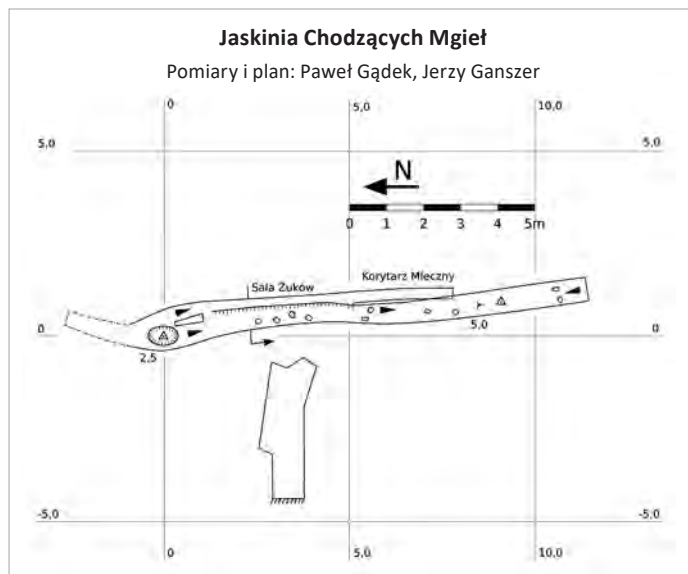 Jaskinia Chodzących Mgieł
Pomiary i plan: Paweł Gądek, Jerzy Ganszer
0 5,0 10,0
5,0 5,0
N
0 1 2 3 4 5m
Korytarz Mleczny
Sala Żuków
0 0
5,0
2,5
-5,0 -5,0
0 5,0 10,0